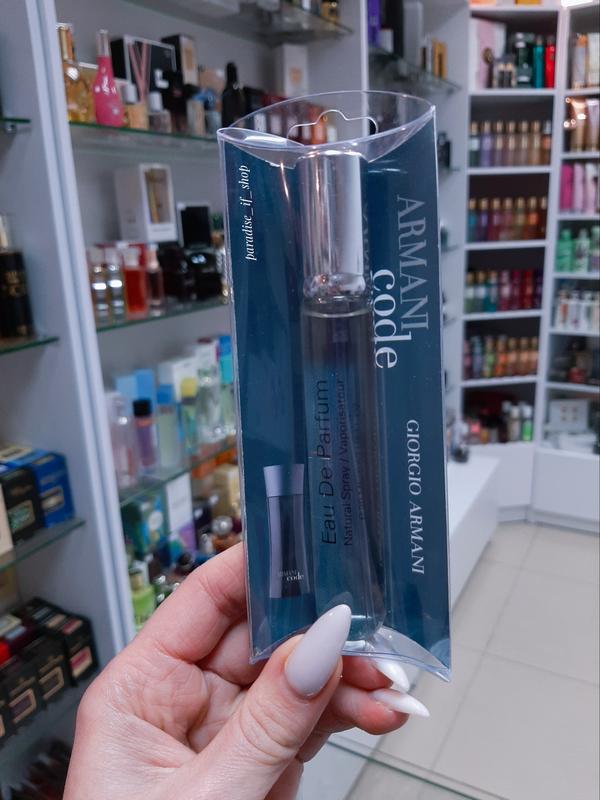 paradise_if_shop
ARMANI
code
GIORGIO ARMANI
Eau De Parfum
Natural Spray / Vaporisateur
ARMANI
code